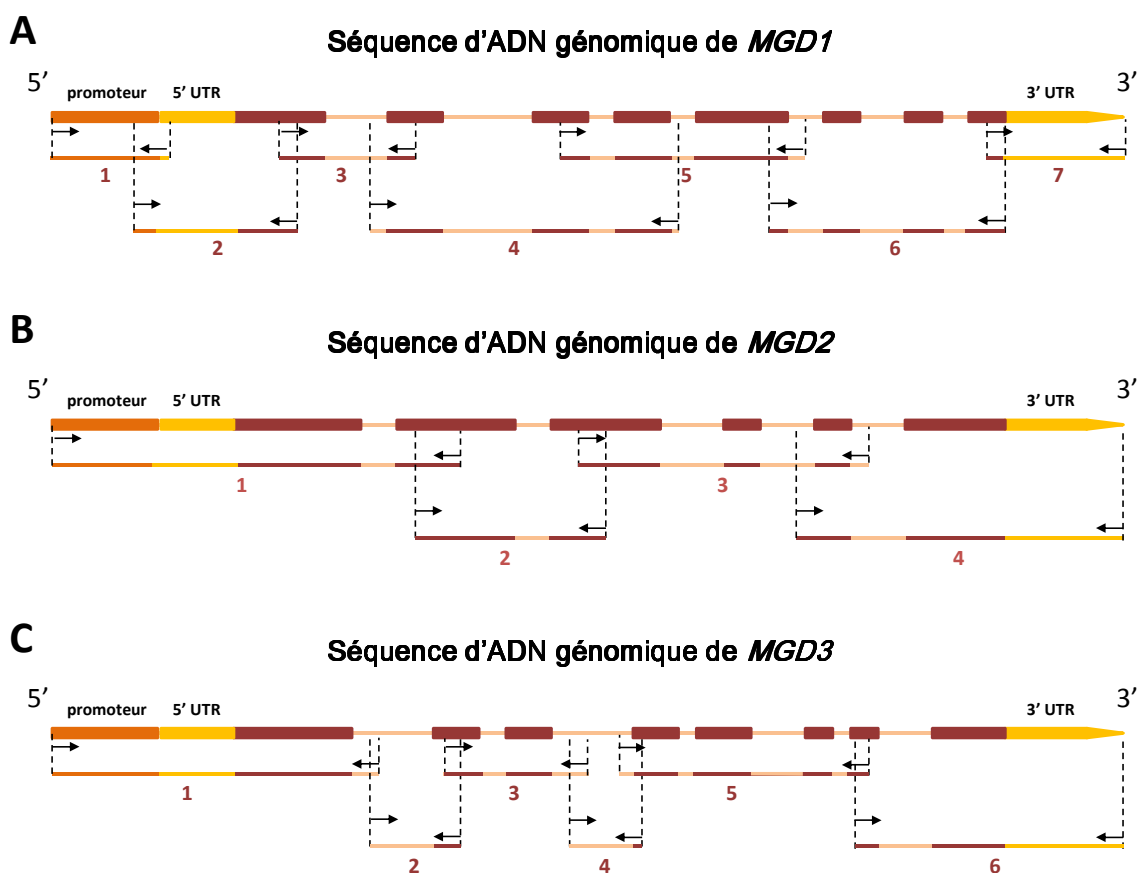 A
Séquence d'ADN génomique de MGD1
5' 3'
promoteur 5' UTR 3' UTR
1 3 5 7
2 4 6
B
Séquence d'ADN génomique de MGD2
5' 3'
promoteur 5' UTR 3' UTR
1 3
2 4
C
Séquence d'ADN génomique de MGD3
5' 3'
promoteur 5' UTR 3' UTR
1 3 5
2 4 6